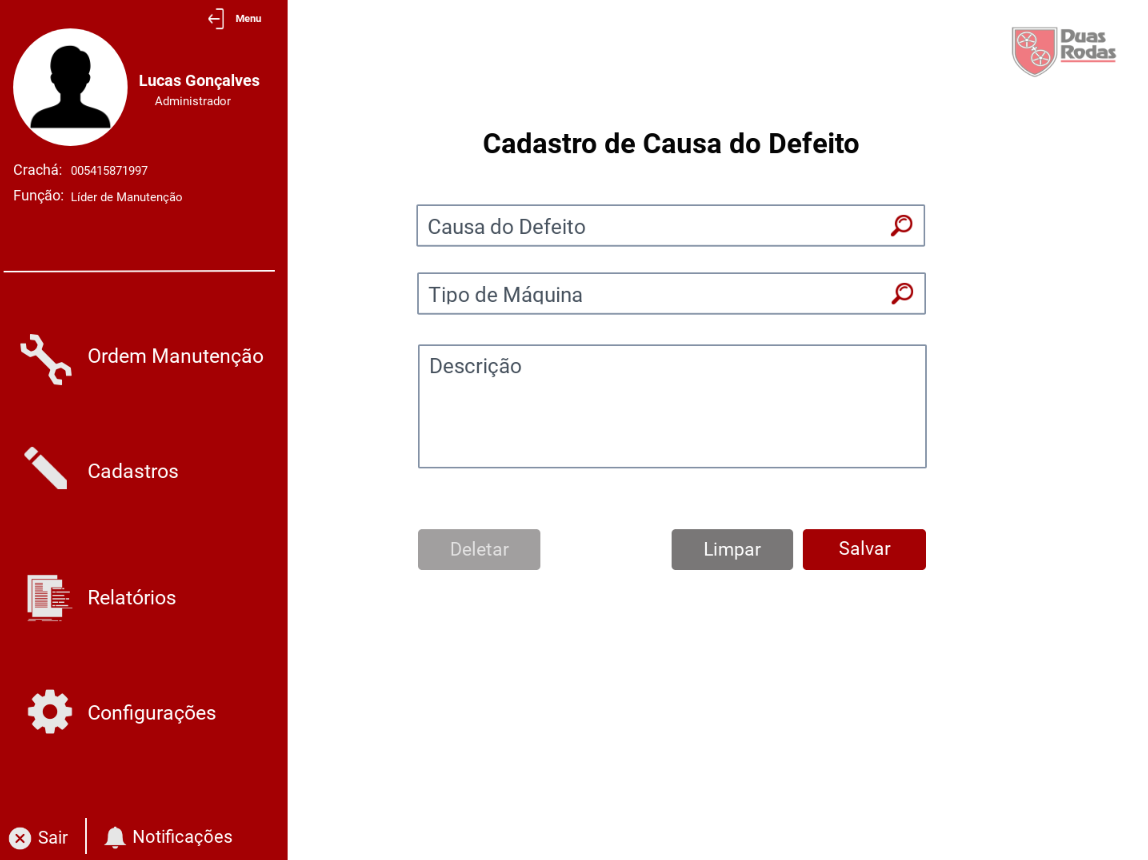 Menu
Lucas Gonçalves
Administrador
Crachá: 005415871997
Função: Líder de Manutenção
Ordem Manutenção
Cadastros
Relatórios
Configurações
Sair
Notificações
Duas
Rodas
Cadastro de Causa do Defeito
Causa do Defeito
Tipo de Máquina
Descrição
Deletar
Limpar
Salvar